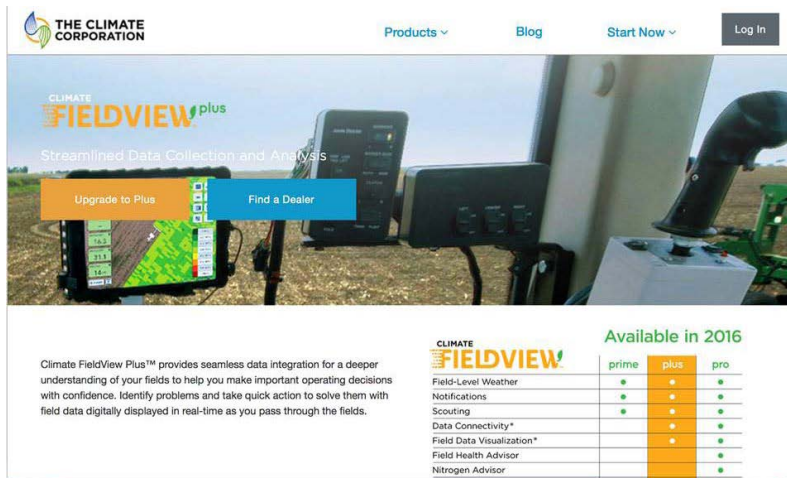 THE CLIMATE
CORPORATION
Products
Blog
Start Now
Log In
CLIMATE
FIELDVIEW plus
Streamlined Data Collection and Analysis
Upgrade to Plus
Find a Dealer
Climate FieldView Plus™ provides seamless data integration for a deeper
understanding of your fields to help you make important operating decisions
with confidence. Identify problems and take quick action to solve them with
field data digitally displayed in real-time as you pass through the fields.
Available in 2016
CLIMATE
FIELDVIEW
prime plus pro
Field-Level Weather
Notifications
Scouting
Data Connectivity*
Field Data Visualization*
Field Health Advisor
Nitrogen Advisor